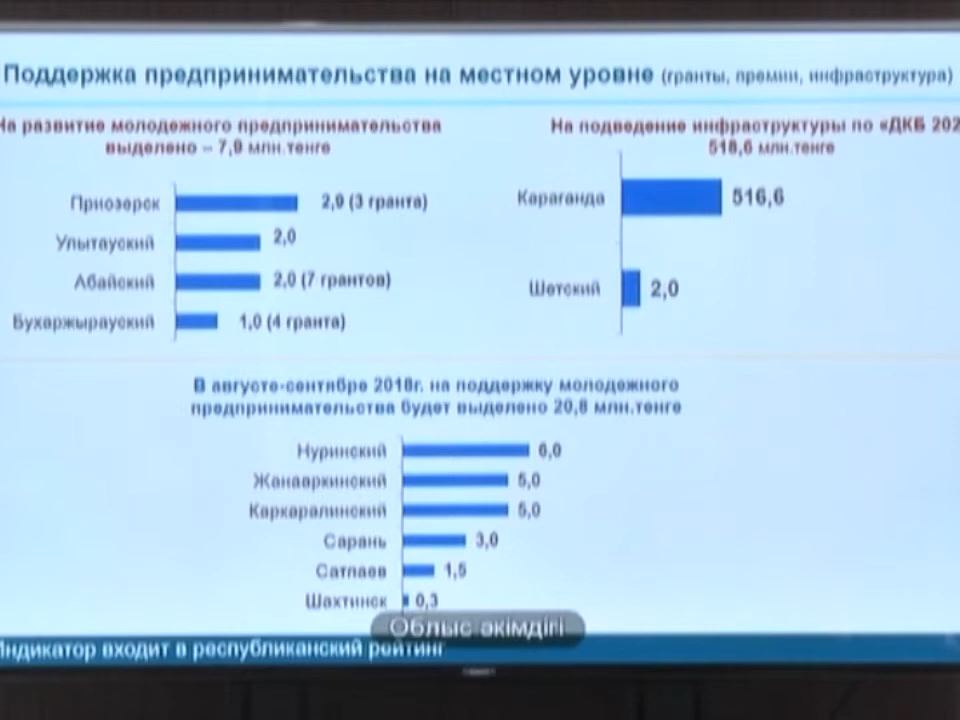 Поддержка предпринимательства на местном уровне (гранты, премии, инфраструктура)
На развитие молодежного предпринимательства
выделено – 7,9 млн.тенге
Приозерск 2,9 (3 гранта)
Улытауский 2,0
Абайский 2,0 (7 грантов)
Бухаржырауский 1,0 (4 гранта)
На подведение инфраструктуры по «ДКБ 202
518,6 млн.тенге
Караганда 516,6
Шетский 2,0
В августе-сентябре 2018г. на поддержку молодежного
предпринимательства будет выделено 20,8 млн.тенге
Нуринский 6,0
Жанааркинский 5,0
Каркаралинский 5,0
Сарань 3,0
Сатпаев 1,5
Шахтинск 0,3
Облыс әкімдігі
Индикатор входит в республиканский рейтинг